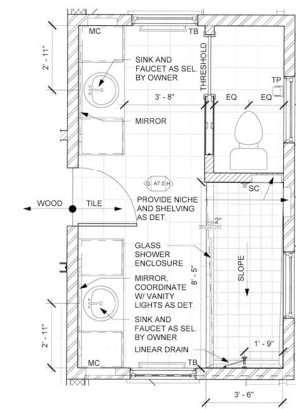 MC
TB
2' - 11"
SINK AND
FAUCET AS SEL
BY OWNER
THRESHOLD
TP
3' - 8"
EQ
EQ
MIRROR
A7.0
SC
WOOD
TILE
PROVIDE NICHE
AND SHELVING
AS DET.
GLASS
SHOWER
ENCLOSURE
8' - 5"
SLOPE
MIRROR,
COORDINATE
W/ VANITY
LIGHTS AS DET.
SINK AND
FAUCET AS SEL
BY OWNER
LINEAR DRAIN
2' - 11"
1' - 9"
MC
TB
3' - 6"